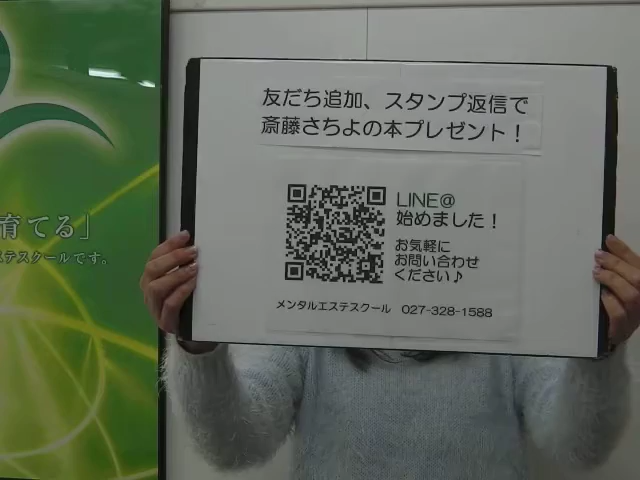 友だち追加、スタンプ返信で
斎藤さちよの本プレゼント！
LINE@
始めました！
お気軽に
お問い合わせ
ください♪
メンタルエステスクール 027-328-1588
育てる」
ステスクールです。